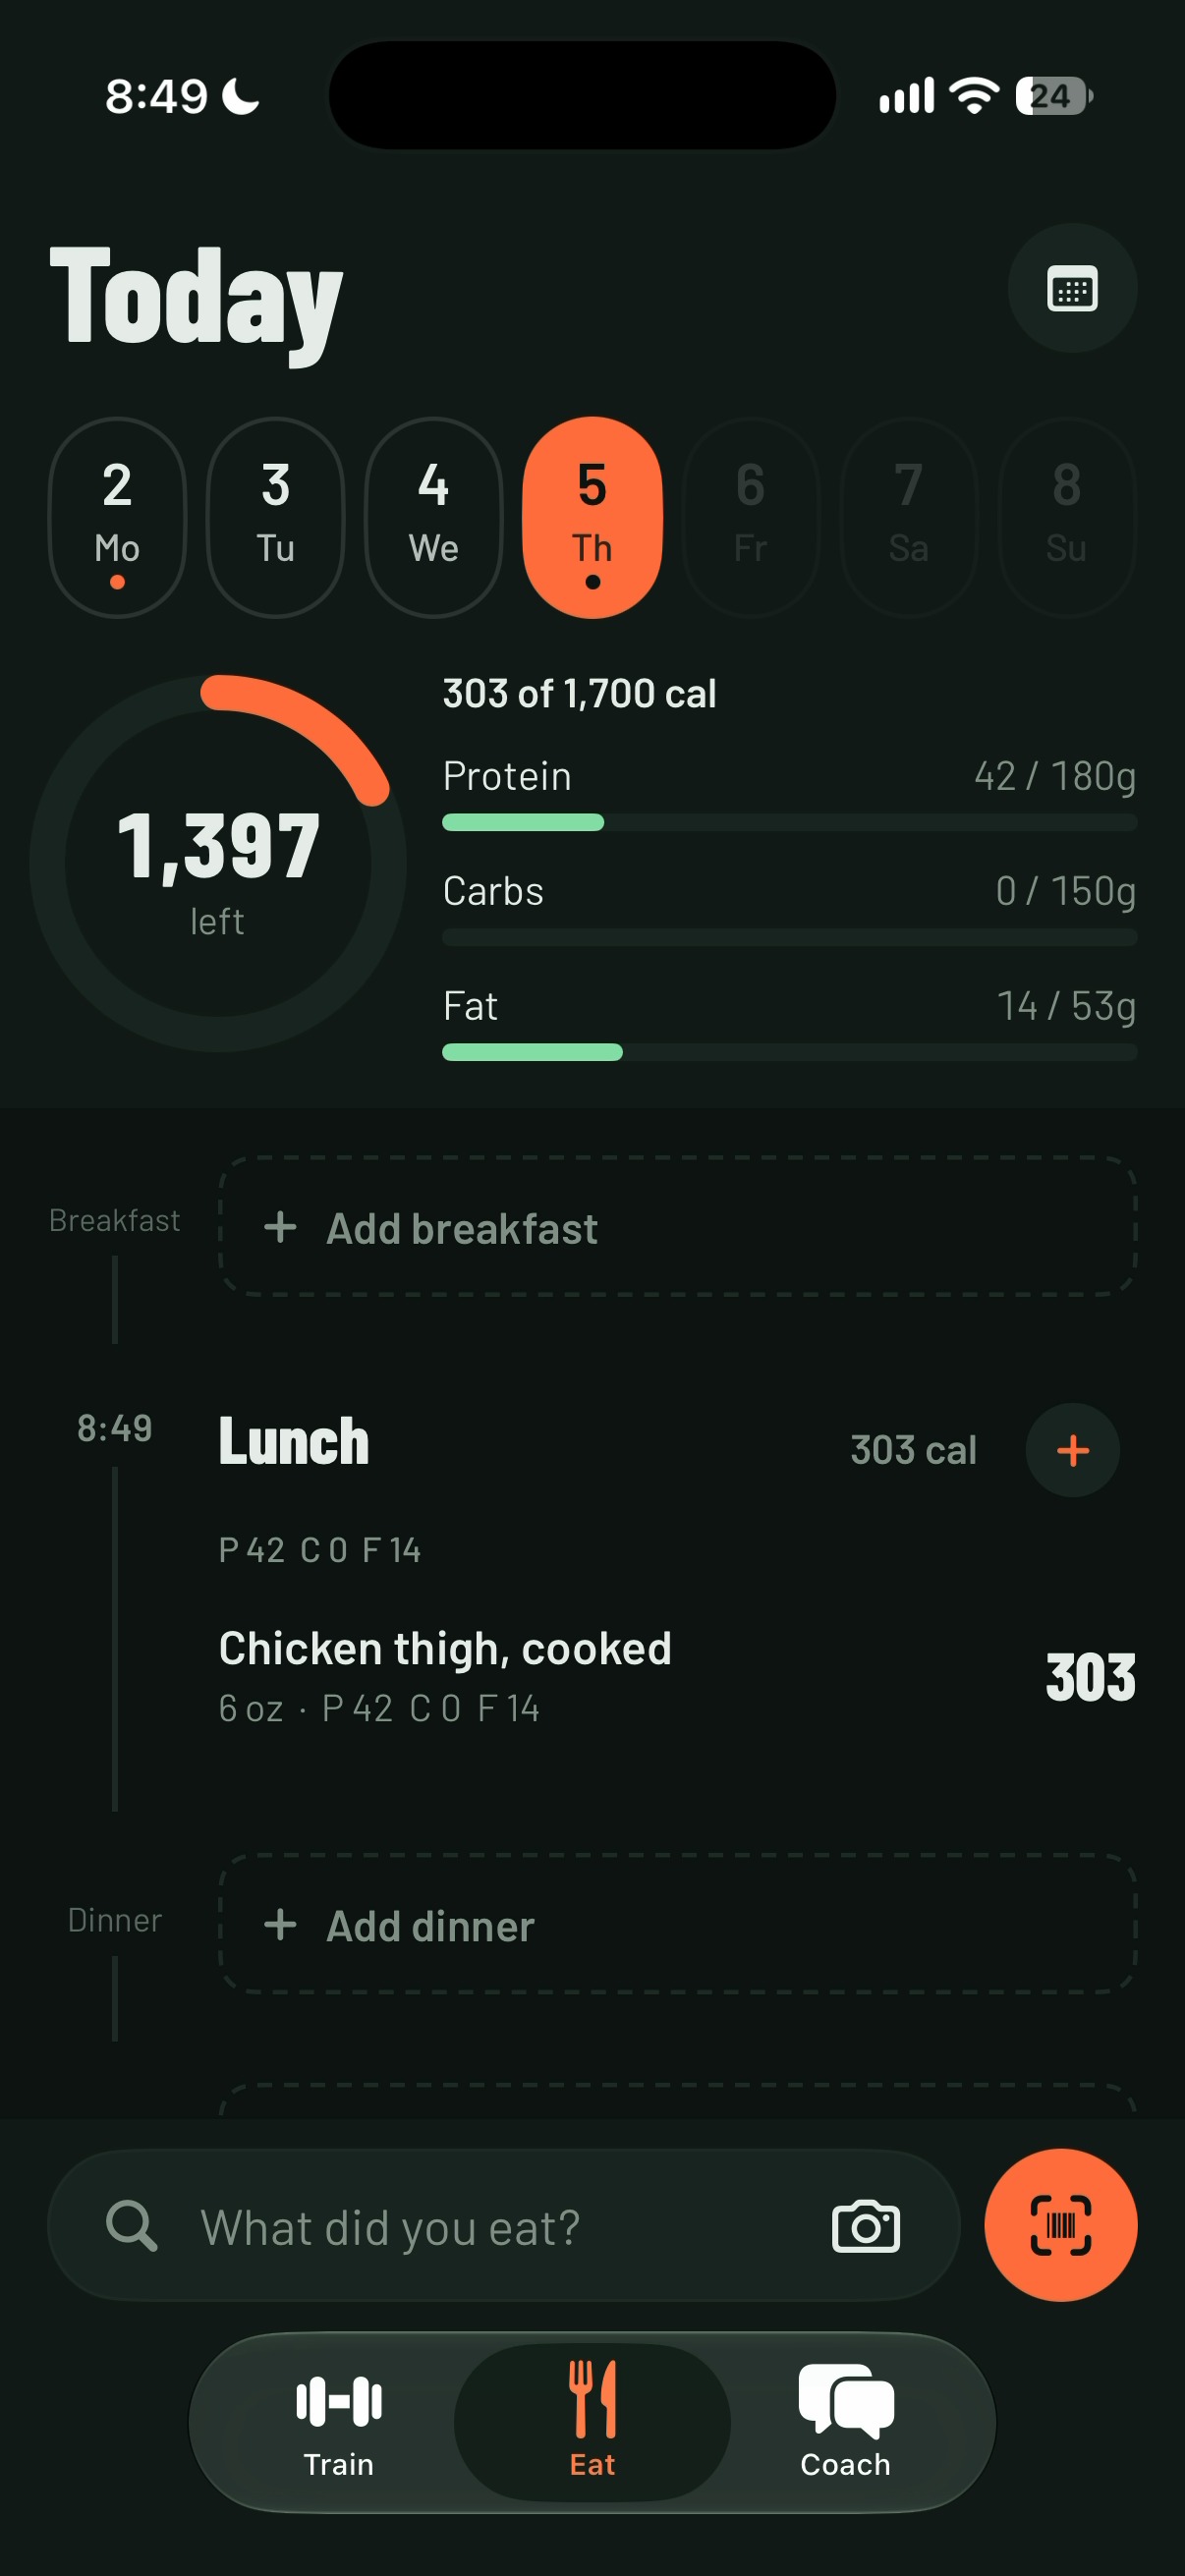 8:49
24
Today
2 3 4 5 6 7 8
Mo Tu We Th Fr Sa Su
303 of 1,700 cal
Protein 42 / 180g
1,397
left
Carbs 0 / 150g
Fat 14 / 53g
Breakfast
+ Add breakfast
8:49
Lunch 303 cal +
P 42 C 0 F 14
Chicken thigh, cooked
303
6 oz · P 42 C 0 F 14
Dinner
+ Add dinner
What did you eat?
Train Eat Coach